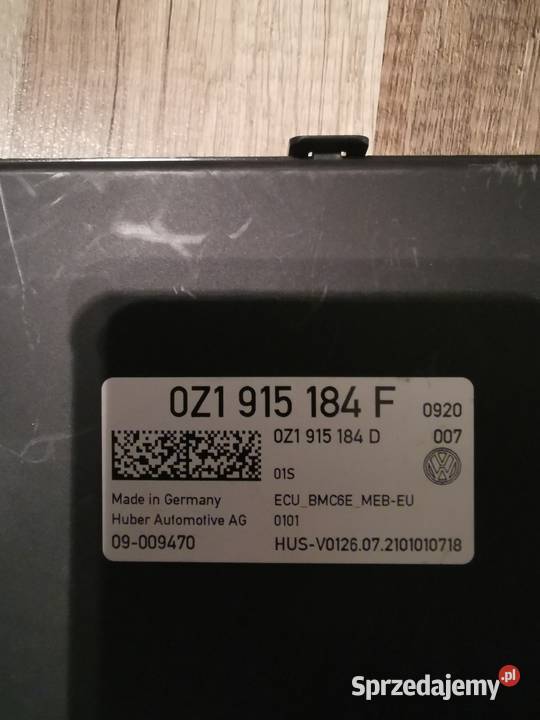 0Z1 915 184 F 0920
0Z1 915 184 D 007
01S
Made in Germany ECU_BMC6E_MEB-EU
Huber Automotive AG 0101
09-009470 HUS-V0126.07.2101010718
Sprzedajemy.pl